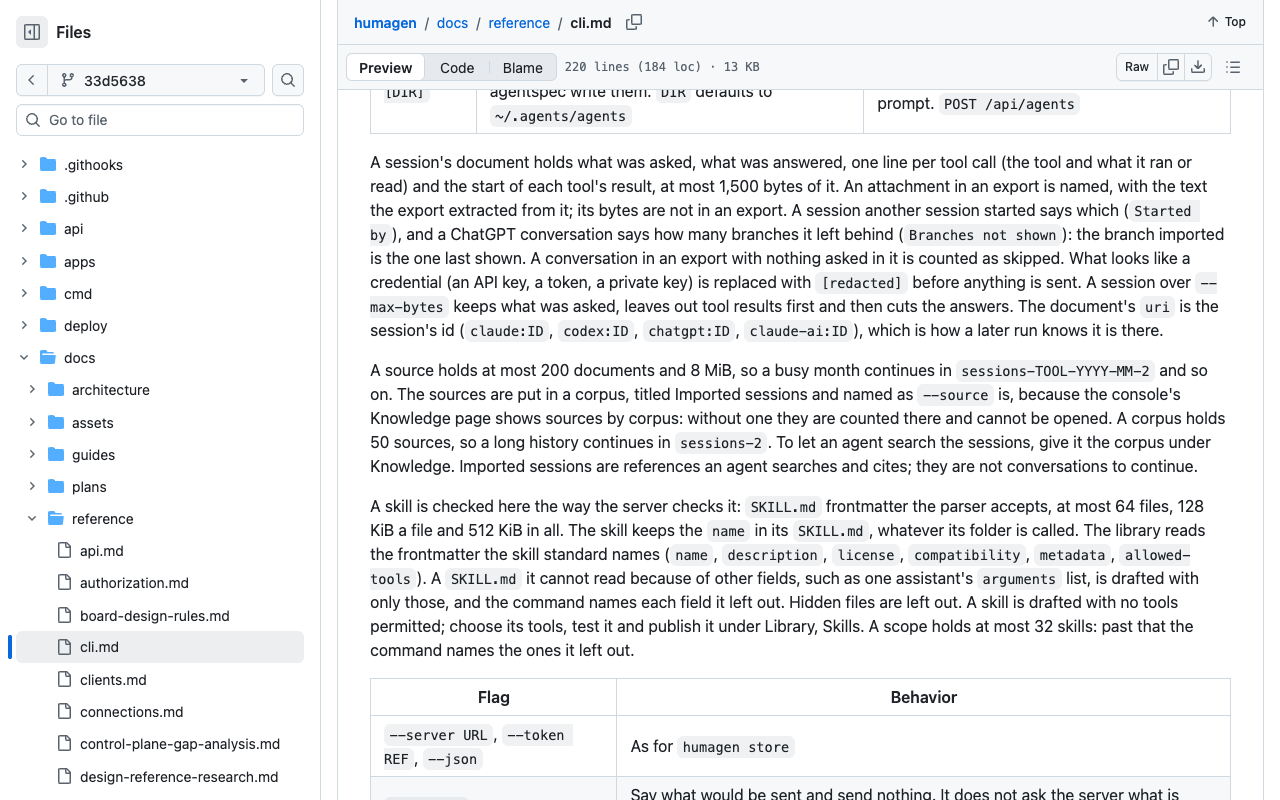 Files
humagen / docs / reference / cli.md
Top
33d5638
Preview Code Blame 220 lines (184 loc) · 13 KB
Raw
Go to file
.githooks
.github
api
apps
cmd
deploy
docs
architecture
assets
guides
plans
reference
api.md
authorization.md
board-design-rules.md
cli.md
clients.md
connections.md
control-plane-gap-analysis.md
design-reference-research.md
[DIR]
agentspec write them. DIR defaults to
~/.agents/agents
prompt. POST /api/agents
A session's document holds what was asked, what was answered, one line per tool call (the tool and what it ran or
read) and the start of each tool's result, at most 1,500 bytes of it. An attachment in an export is named, with the text
the export extracted from it; its bytes are not in an export. A session another session started says which ( Started
by ), and a ChatGPT conversation says how many branches it left behind ( Branches not shown ): the branch imported
is the one last shown. A conversation in an export with nothing asked in it is counted as skipped. What looks like a
credential (an API key, a token, a private key) is replaced with [redacted] before anything is sent. A session over --
max-bytes keeps what was asked, leaves out tool results first and then cuts the answers. The document's uri is the
session's id ( claude:ID , codex:ID , chatgpt:ID , claude-ai:ID ), which is how a later run knows it is there.
A source holds at most 200 documents and 8 MiB, so a busy month continues in sessions-TOOL-YYYY-MM-2 and so
on. The sources are put in a corpus, titled Imported sessions and named as --source is, because the console's
Knowledge page shows sources by corpus: without one they are counted there and cannot be opened. A corpus holds
50 sources, so a long history continues in sessions-2 . To let an agent search the sessions, give it the corpus under
Knowledge. Imported sessions are references an agent searches and cites; they are not conversations to continue.
A skill is checked here the way the server checks it: SKILL.md frontmatter the parser accepts, at most 64 files, 128
KiB a file and 512 KiB in all. The skill keeps the name in its SKILL.md , whatever its folder is called. The library reads
the frontmatter the skill standard names ( name , description , license , compatibility , metadata , allowed-
tools ). A SKILL.md it cannot read because of other fields, such as one assistant's arguments list, is drafted with
only those, and the command names each field it left out. Hidden files are left out. A skill is drafted with no tools
permitted; choose its tools, test it and publish it under Library, Skills. A scope holds at most 32 skills: past that the
command names the ones it left out.
Flag
Behavior
--server URL , --token
REF , --json
As for humagen store
Say what would be sent and send nothing. It does not ask the server what is